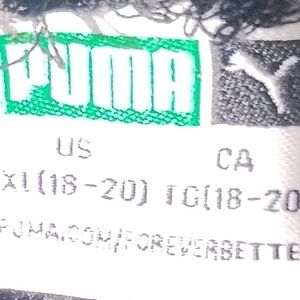 PUMA
US CA
XL(18-20) TG(18-20
PUMA.COM/FOREVERBETTE